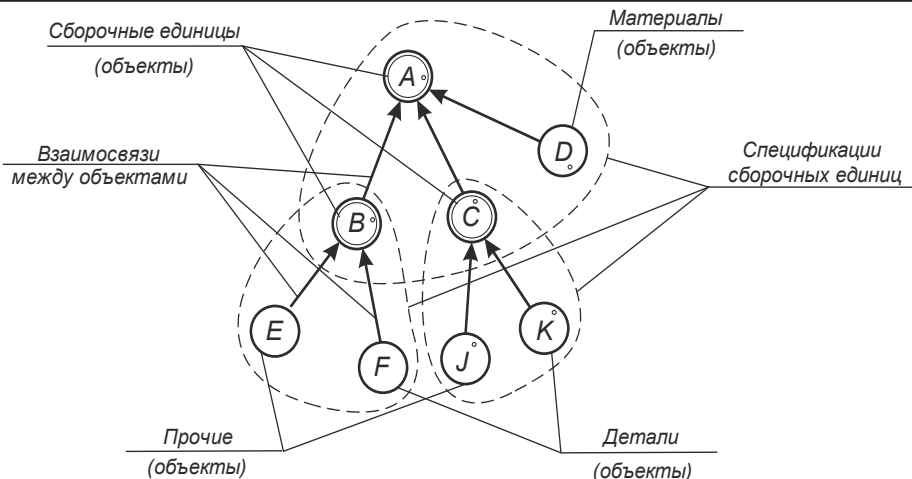 Сборочные единицы
(объекты)
Материалы
(объекты)
A
D
Взаимосвязи
между объектами
Спецификации
сборочных единиц
B
C
E
F
J
K
Прочие
(объекты)
Детали
(объекты)